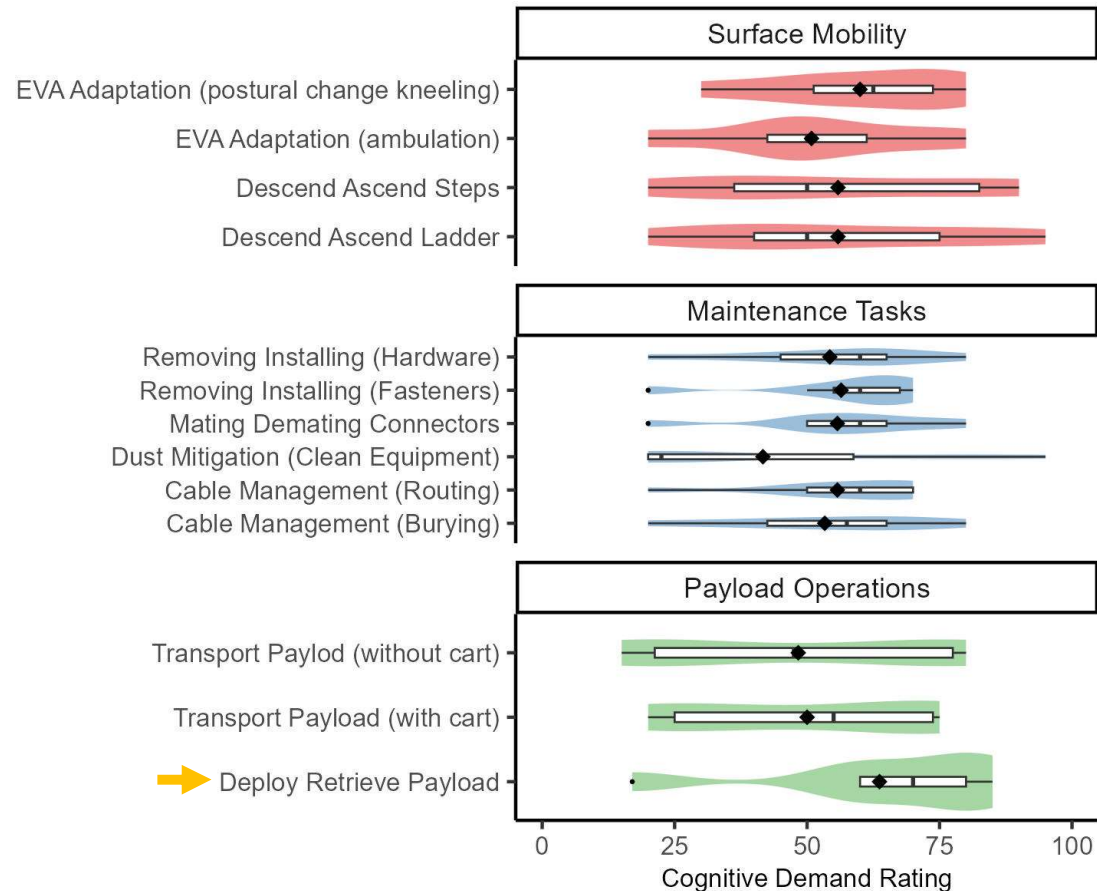 Surface Mobility
EVA Adaptation (postural change kneeling)
EVA Adaptation (ambulation)
Descend Ascend Steps
Descend Ascend Ladder
Maintenance Tasks
Removing Installing (Hardware)
Removing Installing (Fasteners)
Mating Demating Connectors
Dust Mitigation (Clean Equipment)
Cable Management (Routing)
Cable Management (Burying)
Payload Operations
Transport Paylod (without cart)
Transport Payload (with cart)
Deploy Retrieve Payload
0 25 50 75 100
Cognitive Demand Rating